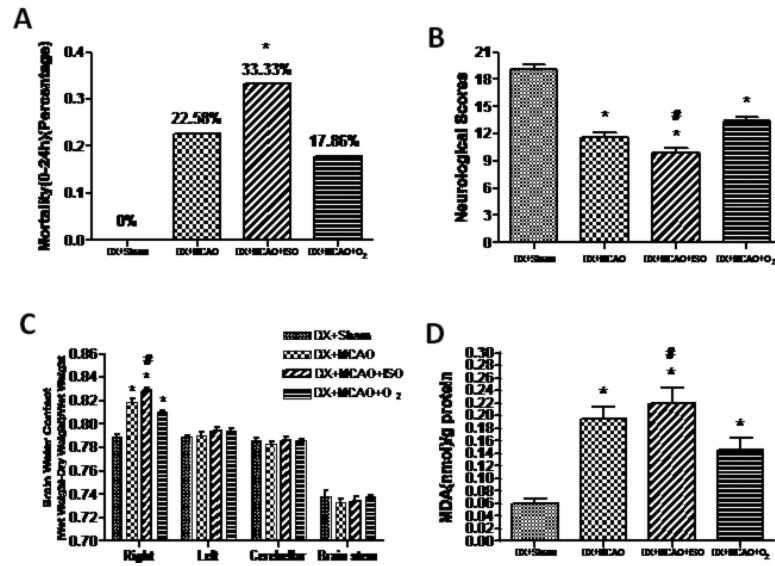 A
Mortality(0-24h)(Percentage)
0.4
0.3
0.2
0.1
0.0
*
0%
22.58%
33.33%
17.86%
DX+Sham
DX+MCAO
DX+MCAO+ISO
DX+MCAO+O2
B
Neurological Scores
21
18
15
12
9
6
3
0
*
#
*
*
DX+Sham
DX+MCAO
DX+MCAO+ISO
DX+MCAO+O2
C
Brain Water Contact
(Wet Weight-Dry Weight)/Wet Weight
0.86
0.84
0.82
0.80
0.78
0.76
0.74
0.72
0.70
*
#
*
*
DX+Sham
DX+MCAO
DX+MCAO+ISO
DX+MCAO+O2
Right
Left
Cerebellar
Brain stem
D
MDA(nmol)/g protein
0.30
0.28
0.26
0.24
0.22
0.20
0.18
0.16
0.14
0.12
0.10
0.08
0.06
0.04
0.02
0.00
*
#
*
*
DX+Sham
DX+MCAO
DX+MCAO+ISO
DX+MCAO+O2